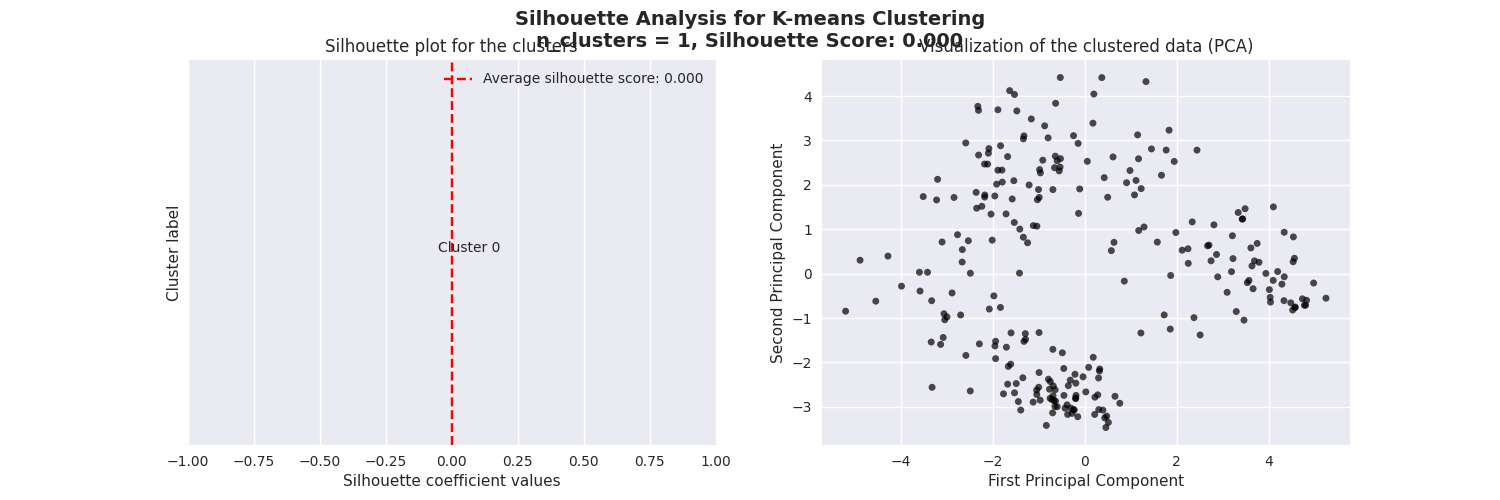 Silhouette Analysis for K-means Clustering
n_clusters = 1, Silhouette Score: 0.000
Silhouette plot for the clusters
Visualization of the clustered data (PCA)
Average silhouette score: 0.000
Cluster label
Cluster 0
−1.00 −0.75 −0.50 −0.25 0.00 0.25 0.50 0.75 1.00
Silhouette coefficient values
Second Principal Component
4
3
2
1
0
−1
−2
−3
−4 −2 0 2 4
First Principal Component